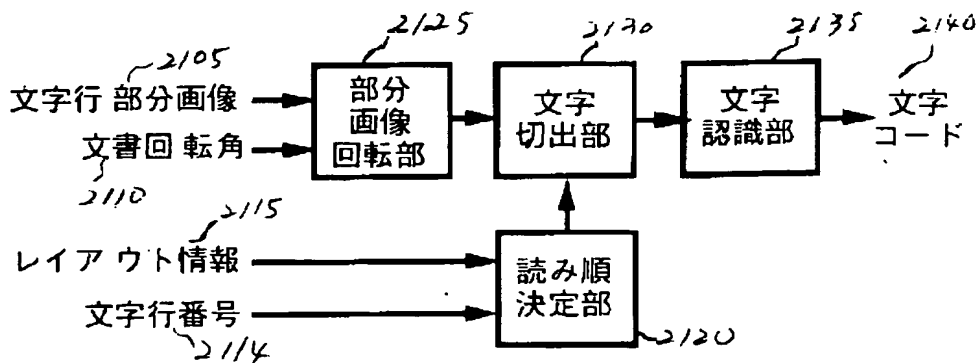 2105
2125
2130
2135
2140
文字行部分画像
部分
画像
回転部
文字
切出部
文字
認識部
文字
コード
文書回転角
2110
2115
レイアウト情報
読み順
決定部
文字行番号
2114
2120